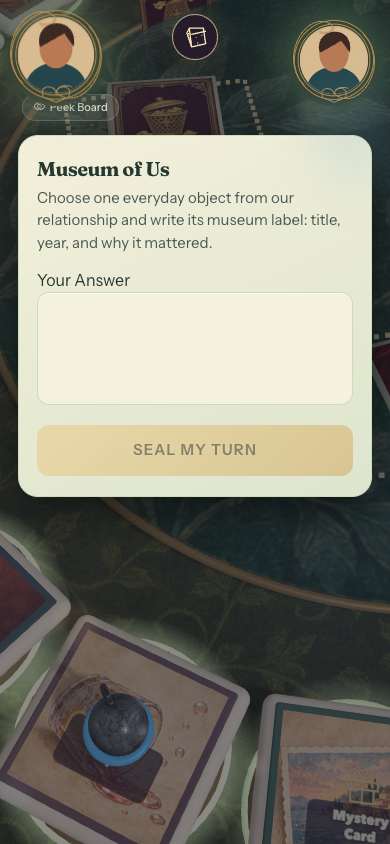 Peek Board
Museum of Us
Choose one everyday object from our
relationship and write its museum label: title,
year, and why it mattered.
Your Answer
SEAL MY TURN
Mystery
Card